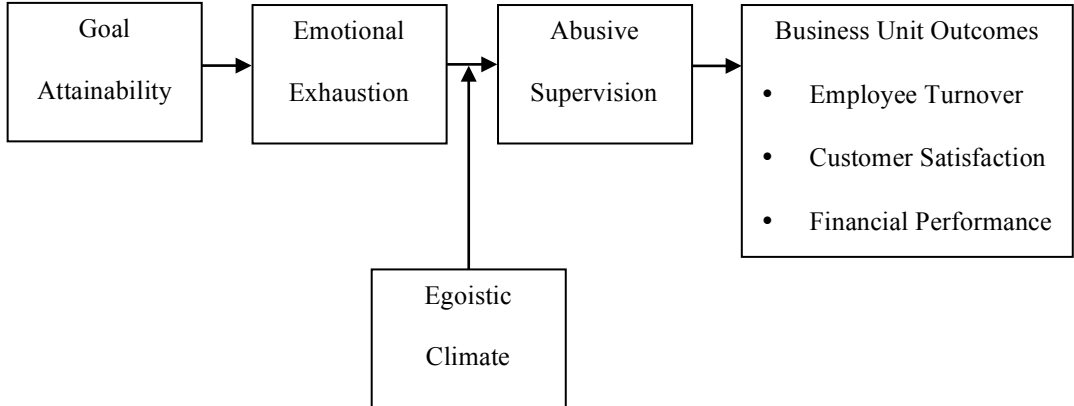 Goal
Attainability
Emotional
Exhaustion
Abusive
Supervision
Business Unit Outcomes
• Employee Turnover
• Customer Satisfaction
• Financial Performance
Egoistic
Climate